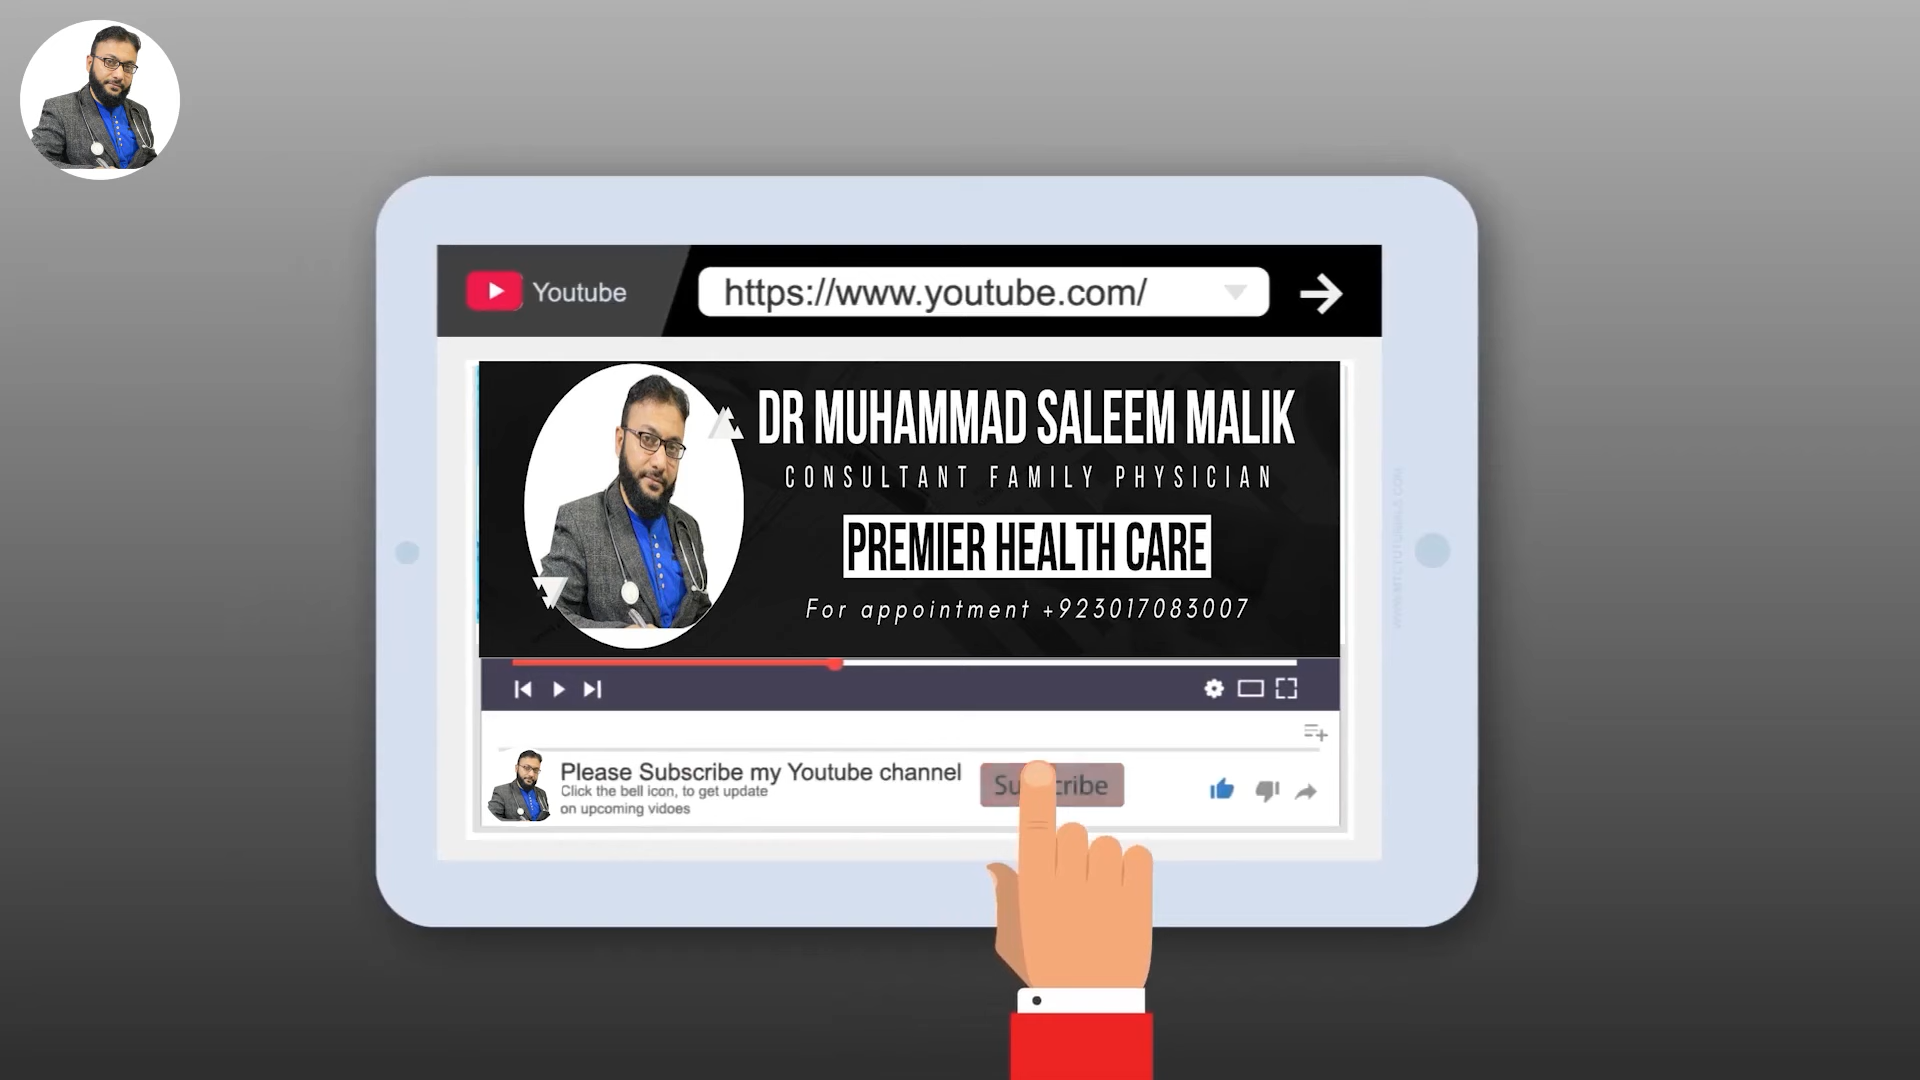 Youtube
https://www.youtube.com/
DR MUHAMMAD SALEEM MALIK
CONSULTANT FAMILY PHYSICIAN
PREMIER HEALTH CARE
For appointment +923017083007
Please Subscribe my Youtube channel
Click the bell icon, to get update
on upcoming vidoes